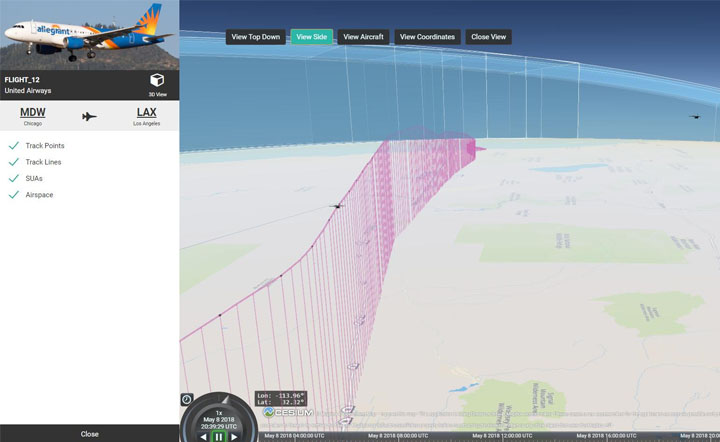 allegiant
FLIGHT_12
United Airways
3D View
MDW
Chicago
LAX
Los Angeles
Track Points
Track Lines
SUAs
Airspace
Close
View Top Down
View Side
View Aircraft
View Coordinates
Close View
Lon: -113.96°
Lat: 32.32°
1x
May 8 2018
20:39:29 UTC
CESIUM
May 8 2018 04:00:00 UTC
May 8 2018 08:00:00 UTC
May 8 2018 12:00:00 UTC
May 8 2018 16:00:00 UTC
May 8 2018 20: